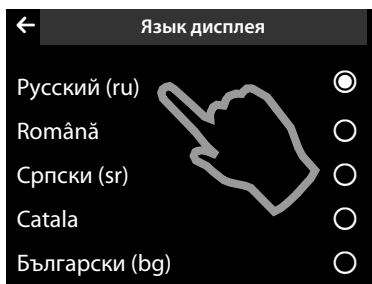 Язык дисплея
Русский (ru)
Română
Српски (sr)
Catala
Български (bg)